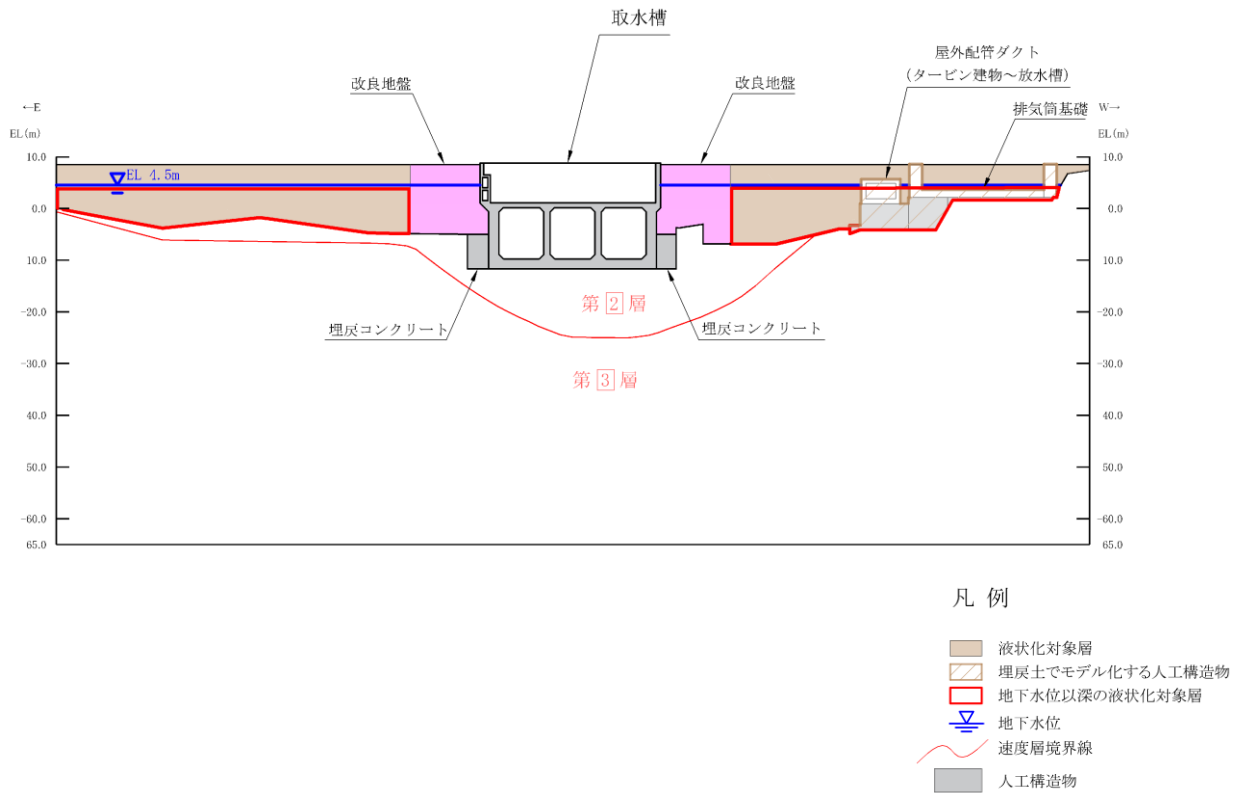 取水槽
屋外配管ダクト
(タービン建物～放水槽)
改良地盤
改良地盤
排気筒基礎
←E
W→
EL(m)
EL(m)
10.0
10.0
EL 4.5m
0.0
0.0
10.0
10.0
第2層
-20.0
-20.0
埋戻コンクリート
埋戻コンクリート
-30.0
-30.0
第3層
40.0
40.0
50.0
50.0
-60.0
-60.0
65.0
65.0
凡 例
液状化対象層
埋戻土でモデル化する人工構造物
地下水位以深の液状化対象層
地下水位
速度層境界線
人工構造物